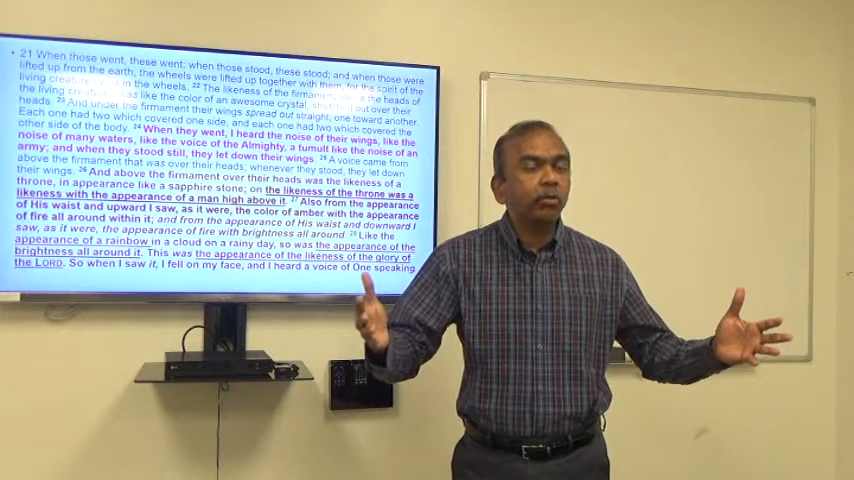 • 21 When those went, these went; when those stood, these stood; and when those were
lifted up from the earth, the wheels were lifted up together with them, for the spirit of the
living creatures was in the wheels. 22 The likeness of the firmament above the heads of
the living creatures was like the color of an awesome crystal, stretched out over their
heads. 23 And under the firmament their wings spread out straight, one toward another.
Each one had two which covered one side, and each one had two which covered the
other side of the body. 24 When they went, I heard the noise of their wings, like the
noise of many waters, like the voice of the Almighty, a tumult like the noise of an
army; and when they stood still, they let down their wings. 25 A voice came from
above the firmament that was over their heads; whenever they stood, they let down
their wings. 26 And above the firmament over their heads was the likeness of a
throne, in appearance like a sapphire stone; on the likeness of the throne was a
likeness with the appearance of a man high above it. 27 Also from the appearance
of His waist and upward I saw, as it were, the color of amber with the appearance
of fire all around within it; and from the appearance of His waist and downward I
saw, as it were, the appearance of fire with brightness all around. 28 Like the
appearance of a rainbow in a cloud on a rainy day, so was the appearance of the
brightness all around it. This was the appearance of the likeness of the glory of
the LORD. So when I saw it, I fell on my face, and I heard a voice of One speaking.